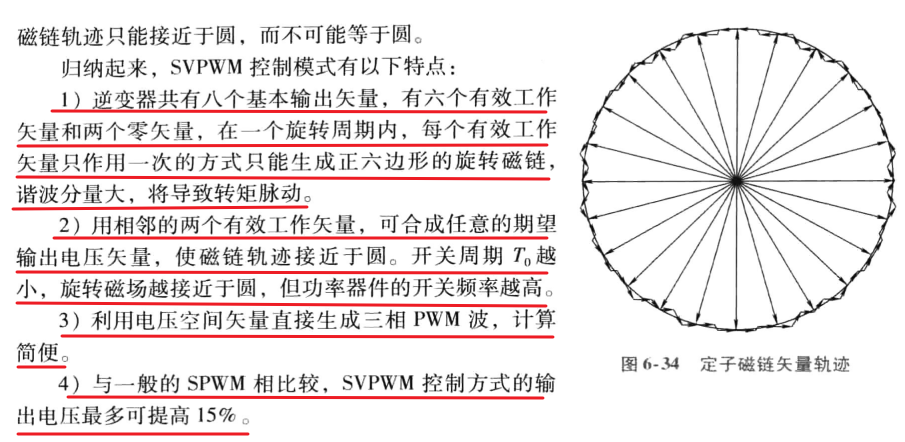 磁链轨迹只能接近于圆，而不可能等于圆。
归纳起来，SVPWM 控制模式有以下特点：
1）逆变器共有八个基本输出矢量，有六个有效工作
矢量和两个零矢量，在一个旋转周期内，每个有效工作
矢量只作用一次的方式只能生成正六边形的旋转磁链，
谐波分量大，将导致转矩脉动。
2）用相邻的两个有效工作矢量，可合成任意的期望
输出电压矢量，使磁链轨迹接近于圆。开关周期 T₀ 越
小，旋转磁场越接近于圆，但功率器件的开关频率越高。
3）利用电压空间矢量直接生成三相 PWM 波，计算
简便。
4）与一般的 SPWM 相比较，SVPWM 控制方式的输
出电压最多可提高 15%。
图 6-34 定子磁链矢量轨迹